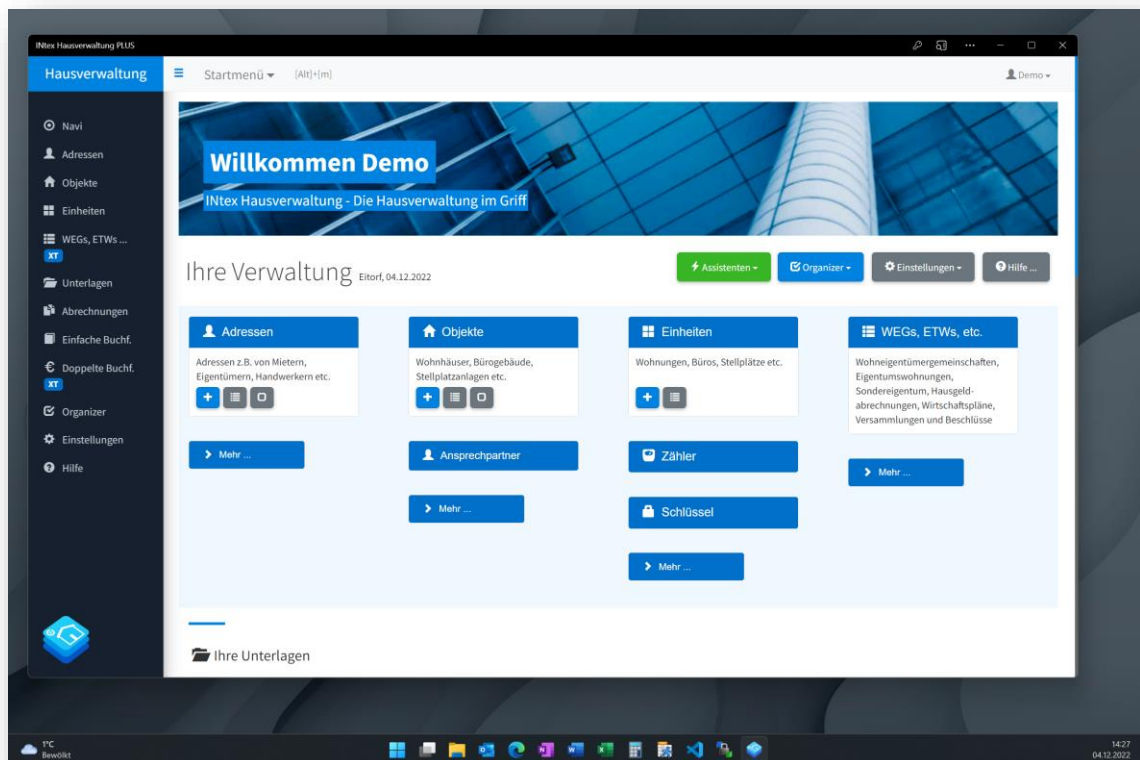 INtex Hausverwaltung PLUS
Hausverwaltung
Startmenü
[Alt]+[m]
Demo
Navi
Adressen
Objekte
Einheiten
WEGs, ETWs ...
XT
Unterlagen
Abrechnungen
Einfache Buchf.
Doppelte Buchf.
XT
Organizer
Einstellungen
Hilfe
Willkommen Demo
INtex Hausverwaltung - Die Hausverwaltung im Griff
Ihre Verwaltung Eitorf, 04.12.2022
Assistenten
Organizer
Einstellungen
Hilfe ...
Adressen
Adressen z.B. von Mietern,
Eigentümern, Handwerkern etc.
Mehr ...
Objekte
Wohnhäuser, Bürogebäude,
Stellplatzanlagen etc.
Ansprechpartner
Mehr ...
Einheiten
Wohnungen, Büros, Stellplätze etc.
Zähler
Schlüssel
Mehr ...
WEGs, ETWs, etc.
Wohneigentümergemeinschaften,
Eigentumswohnungen,
Sondereigentum, Hausgeld-
abrechnungen, Wirtschaftspläne,
Versammlungen und Beschlüsse
Mehr ...
Ihre Unterlagen
1°C
Bewölkt
14:27
04.12.2022